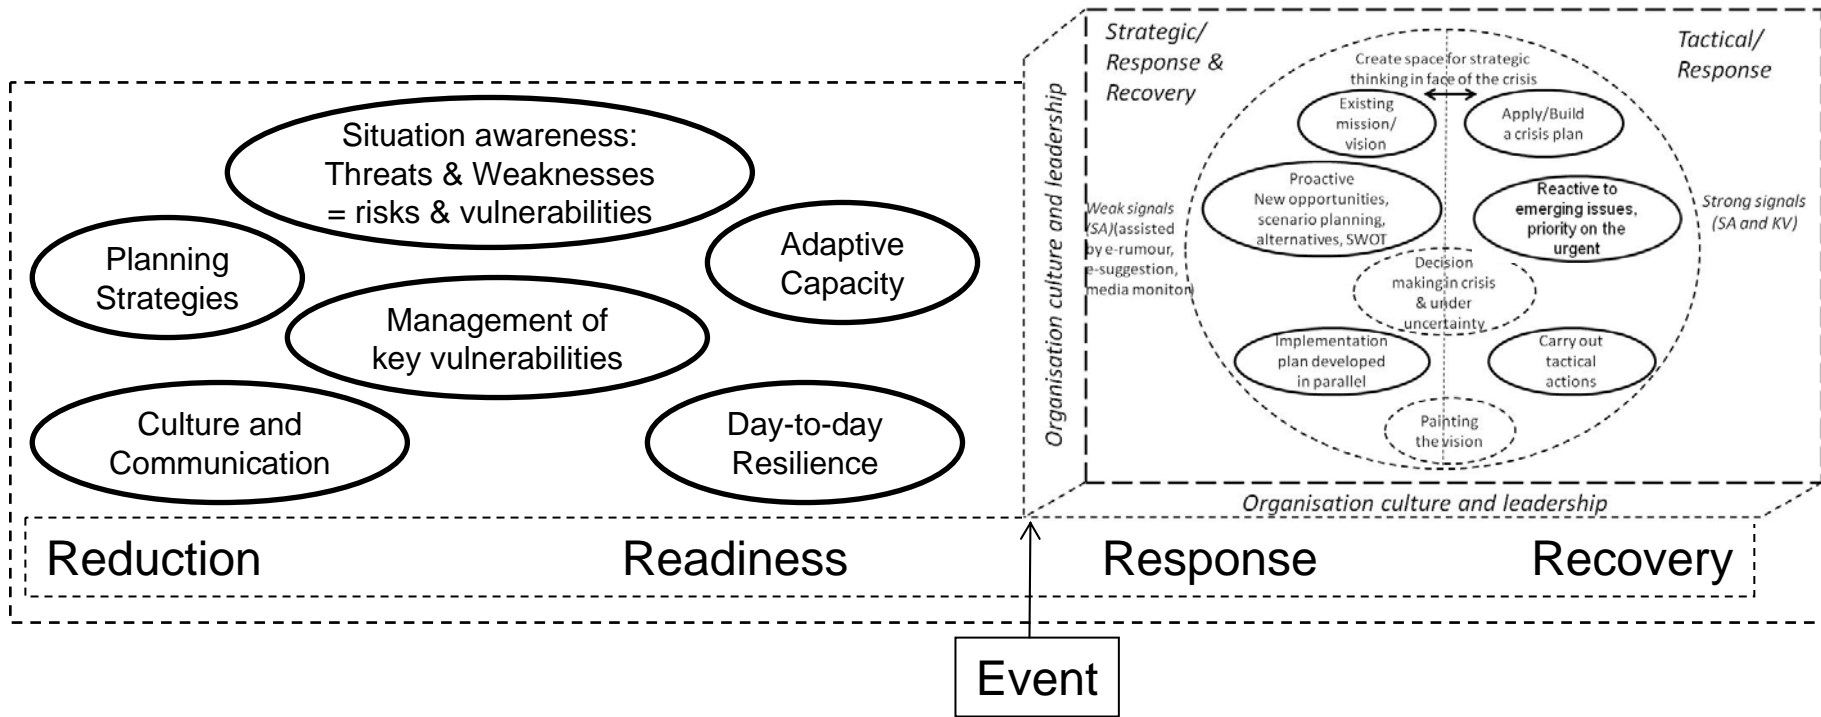 Situation awareness:
Threats & Weaknesses
= risks & vulnerabilities
Planning
Strategies
Adaptive
Capacity
Management of
key vulnerabilities
Culture and
Communication
Day-to-day
Resilience
Organisation culture and leadership
Strategic/
Response &
Recovery
Tactical/
Response
Create space for strategic
thinking in face of the crisis
Existing
mission/
vision
Apply/Build
a crisis plan
Proactive
New opportunities,
scenario planning,
alternatives, SWOT
Reactive to
emerging issues,
priority on the
urgent
Weak signals
(SA)(assisted
by e-rumour,
e-suggestion,
media monitor)
Strong signals
(SA and KV)
Decision
making in crisis
& under
uncertainty
Implementation
plan developed
in parallel
Carry out
tactical
actions
Painting
the vision
Organisation culture and leadership
Reduction
Readiness
Response
Recovery
Event